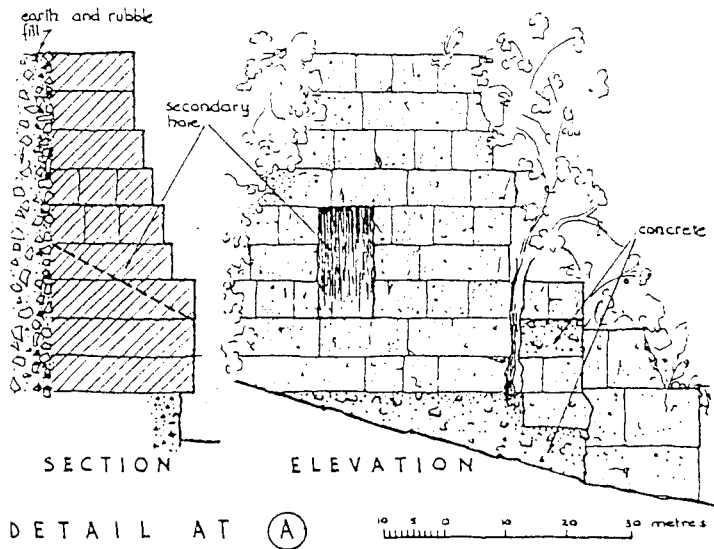 earth and rubble
fill
secondary
hole
concrete
SECTION
ELEVATION
DETAIL AT A
10 5 0 10 20 30 metres